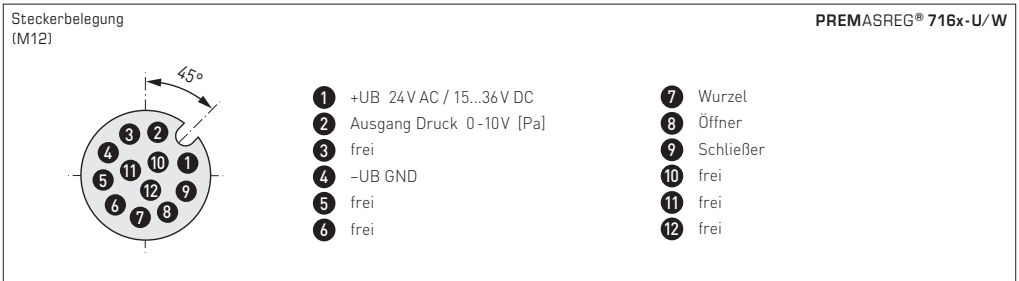 Steckerbelegung
(M12)
PREMASREG® 716x-U/W
45°
3 2
4 11 10 1
5 12 9
6 7 8
1 +UB 24 V AC / 15...36 V DC
2 Ausgang Druck 0-10V [Pa]
3 frei
4 –UB GND
5 frei
6 frei
7 Wurzel
8 Öffner
9 Schließer
10 frei
11 frei
12 frei